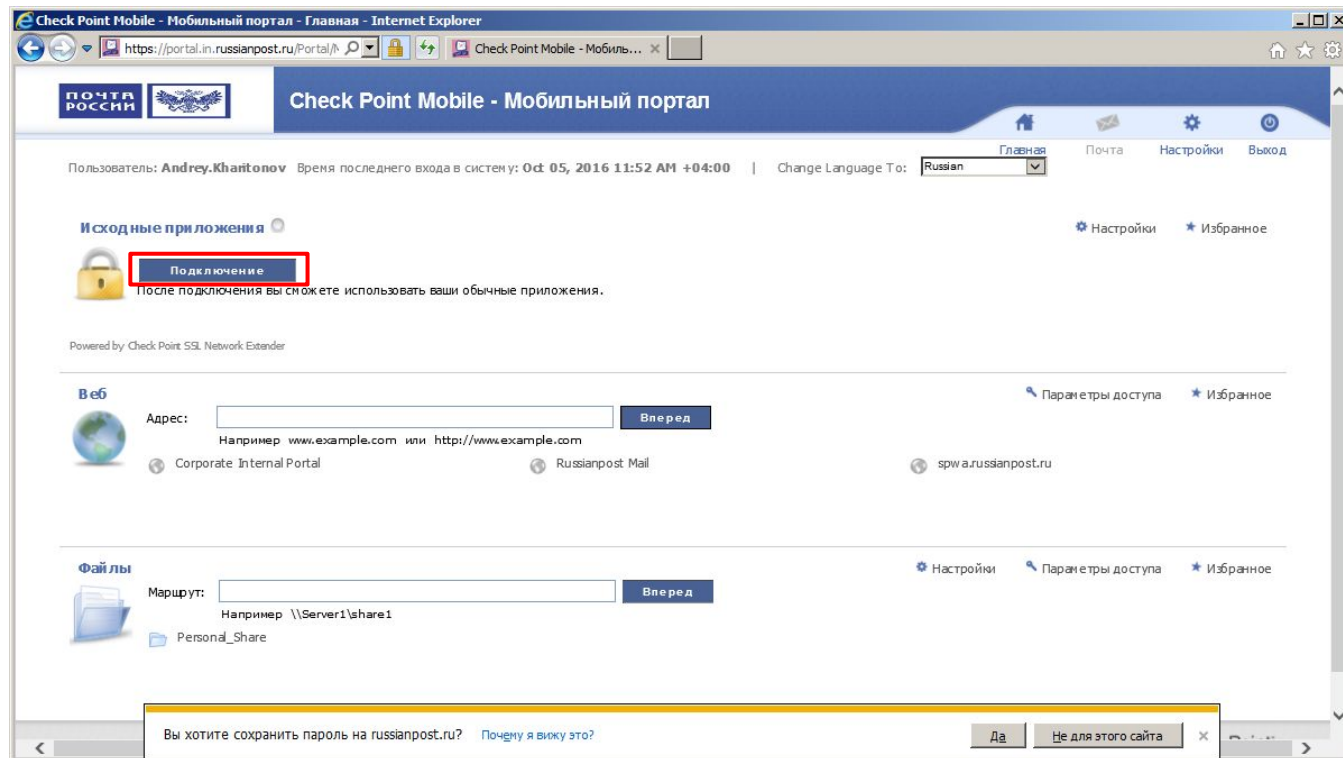 Check Point Mobile - Мобильный портал - Главная - Internet Explorer
https://portal.in.russianpost.ru/Portal/ Check Point Mobile - Мобиль...
ПОЧТА РОССИИ
Check Point Mobile - Мобильный портал
Главная Почта Настройки Выход
Пользователь: Andrey.Kharitonov Время последнего входа в систему: Oct 05, 2016 11:52 AM +04:00 | Change Language To: Russian
Исходные приложения Настройки Избранное
Подключение
После подключения вы сможете использовать ваши обычные приложения.
Powered by Check Point SSL Network Extender
Веб Параметры доступа Избранное
Адрес: Вперед
Например www.example.com или http://www.example.com
Corporate Internal Portal Russianpost Mail spwa.russianpost.ru
Файлы Настройки Параметры доступа Избранное
Маршрут: Вперед
Например \\Server1\share1
Personal_Share
Вы хотите сохранить пароль на russianpost.ru? Почему я вижу это? Да Не для этого сайта